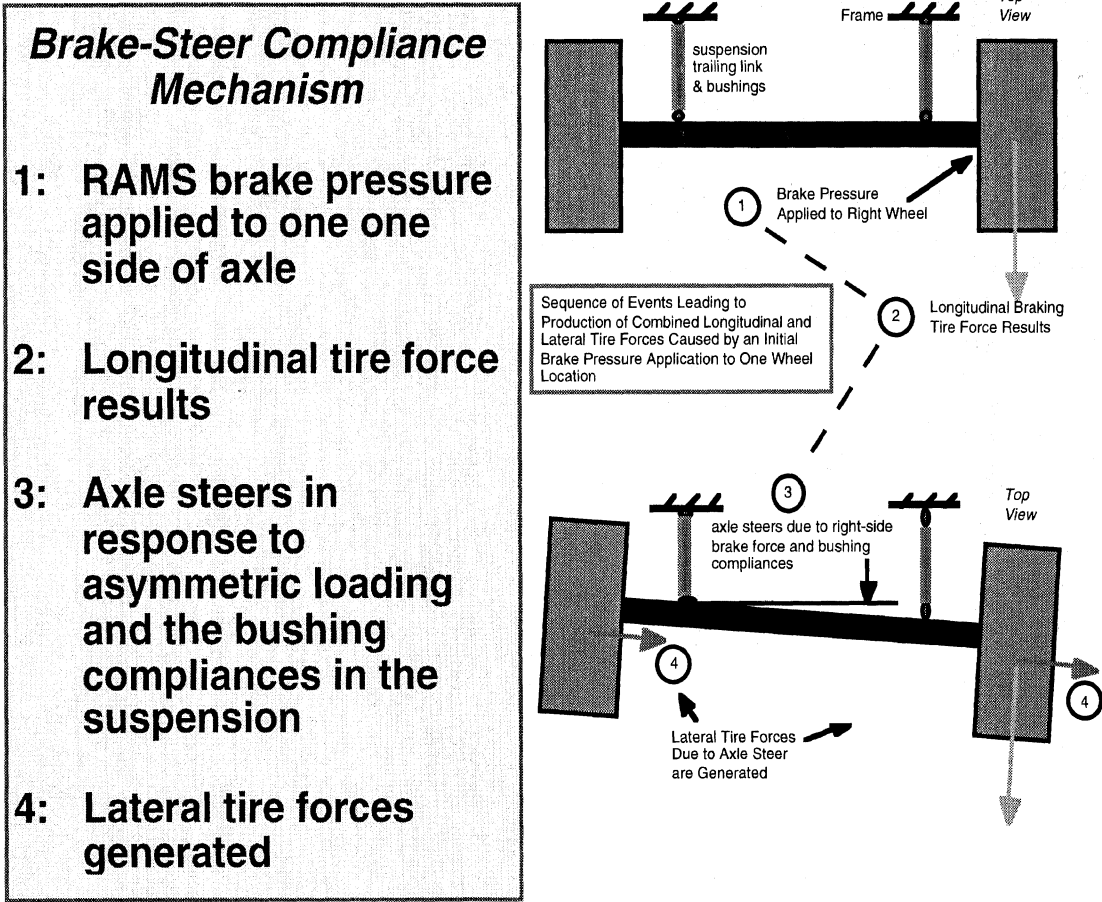 Brake-Steer Compliance
Mechanism
1: RAMS brake pressure
applied to one one
side of axle
2: Longitudinal tire force
results
3: Axle steers in
response to
asymmetric loading
and the bushing
compliances in the
suspension
4: Lateral tire forces
generated
Top
View
Frame
suspension
trailing link
& bushings
1
Brake Pressure
Applied to Right Wheel
Sequence of Events Leading to
Production of Combined Longitudinal and
Lateral Tire Forces Caused by an Initial
Brake Pressure Application to One Wheel
Location
2
Longitudinal Braking
Tire Force Results
3
Top
View
axle steers due to right-side
brake force and bushing
compliances
4
4
Lateral Tire Forces
Due to Axle Steer
are Generated